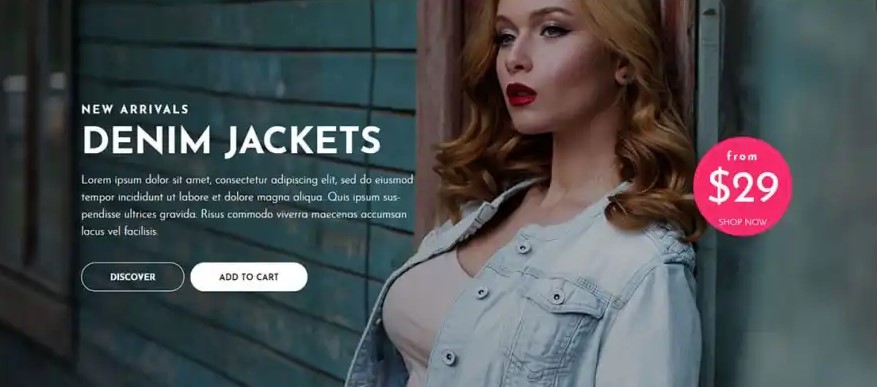 NEW ARRIVALS
DENIM JACKETS
Lorem ipsum dolor sit amet, consectetur adipiscing elit, sed do eiusmod
tempor incididunt ut labore et dolore magna aliqua. Quis ipsum sus-
pendisse ultrices gravida. Risus commodo viverra maecenas accumsan
lacus vel facilisis.
DISCOVER
ADD TO CART
from
$29
SHOP NOW